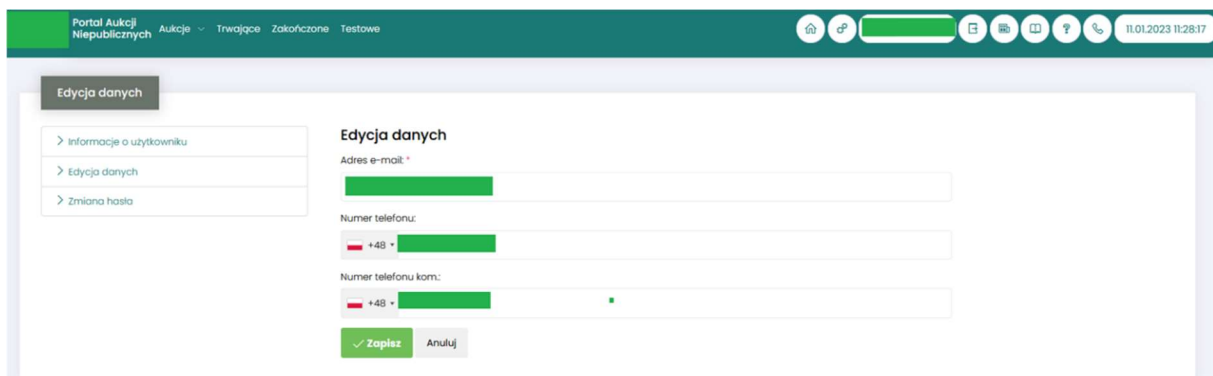 Portal Aukcji
Niepublicznych
Aukcje Trwające Zakończone Testowe
? 11.01.2023 11:28:17
Edycja danych
Informacje o użytkowniku
Edycja danych
Zmiana hasła
Edycja danych
Adres e-mail: *
Numer telefonu:
+48
Numer telefonu kom.:
+48
Zapisz Anuluj